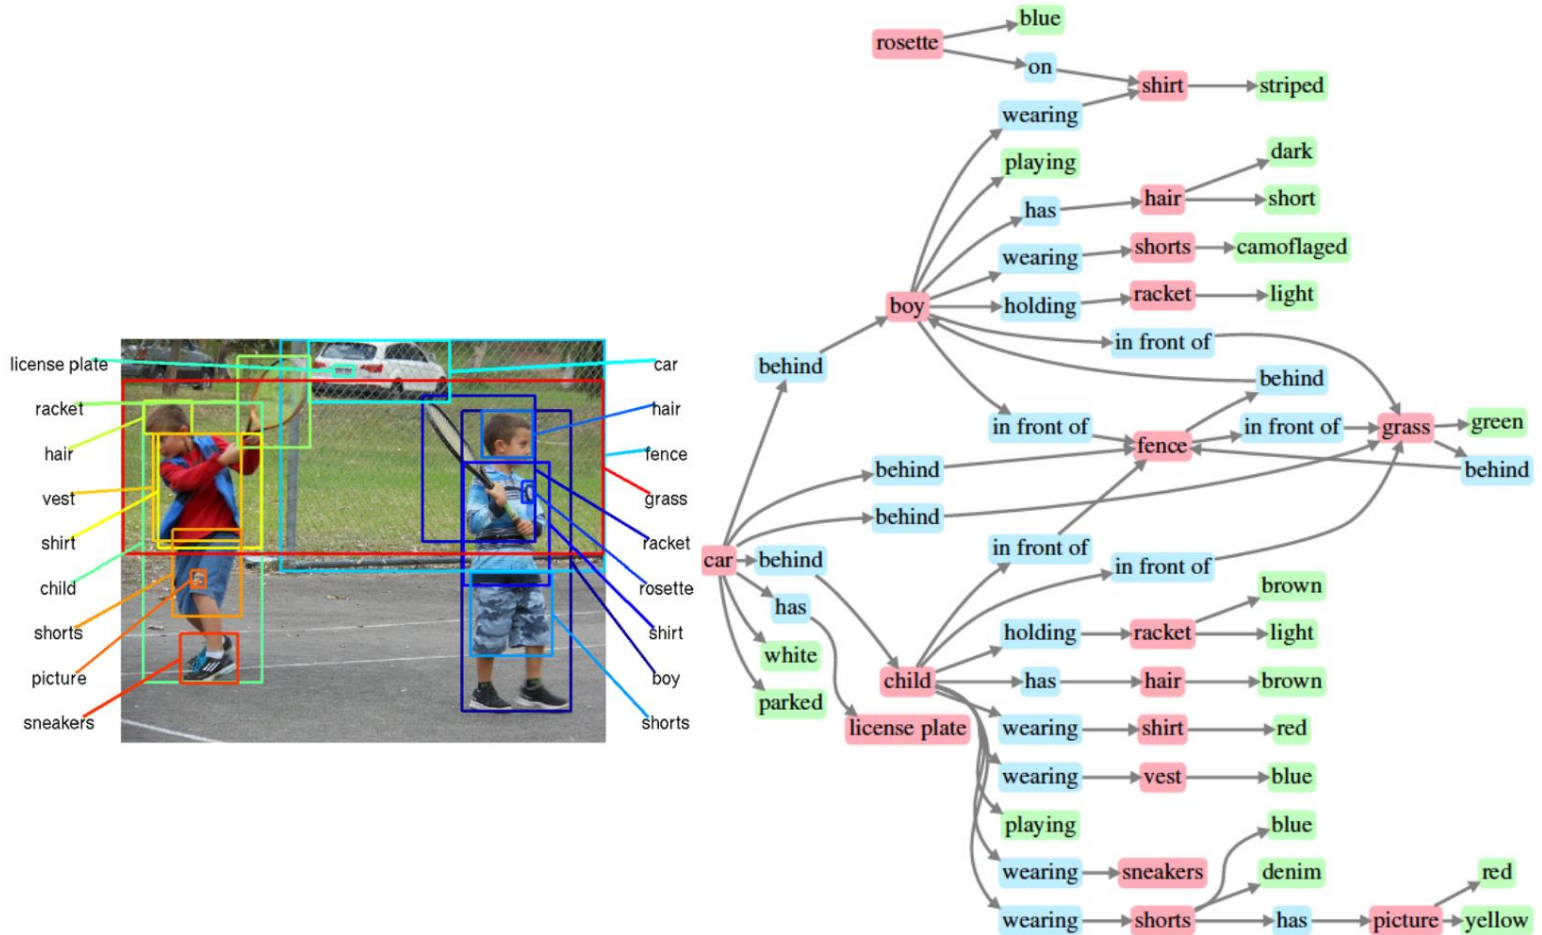 license plate
racket
hair
vest
shirt
child
shorts
picture
sneakers
car
hair
fence
grass
racket
rosette
shirt
boy
shorts
rosette
blue
on
shirt
striped
wearing
playing
dark
has
hair
short
wearing
shorts
camoflaged
boy
holding
racket
light
in front of
behind
behind
in front of
fence
in front of
grass
green
behind
behind
behind
car
behind
in front of
in front of
has
brown
holding
racket
light
white
child
has
hair
brown
parked
license plate
wearing
shirt
red
wearing
vest
blue
playing
blue
wearing
sneakers
denim
red
wearing
shorts
has
picture
yellow